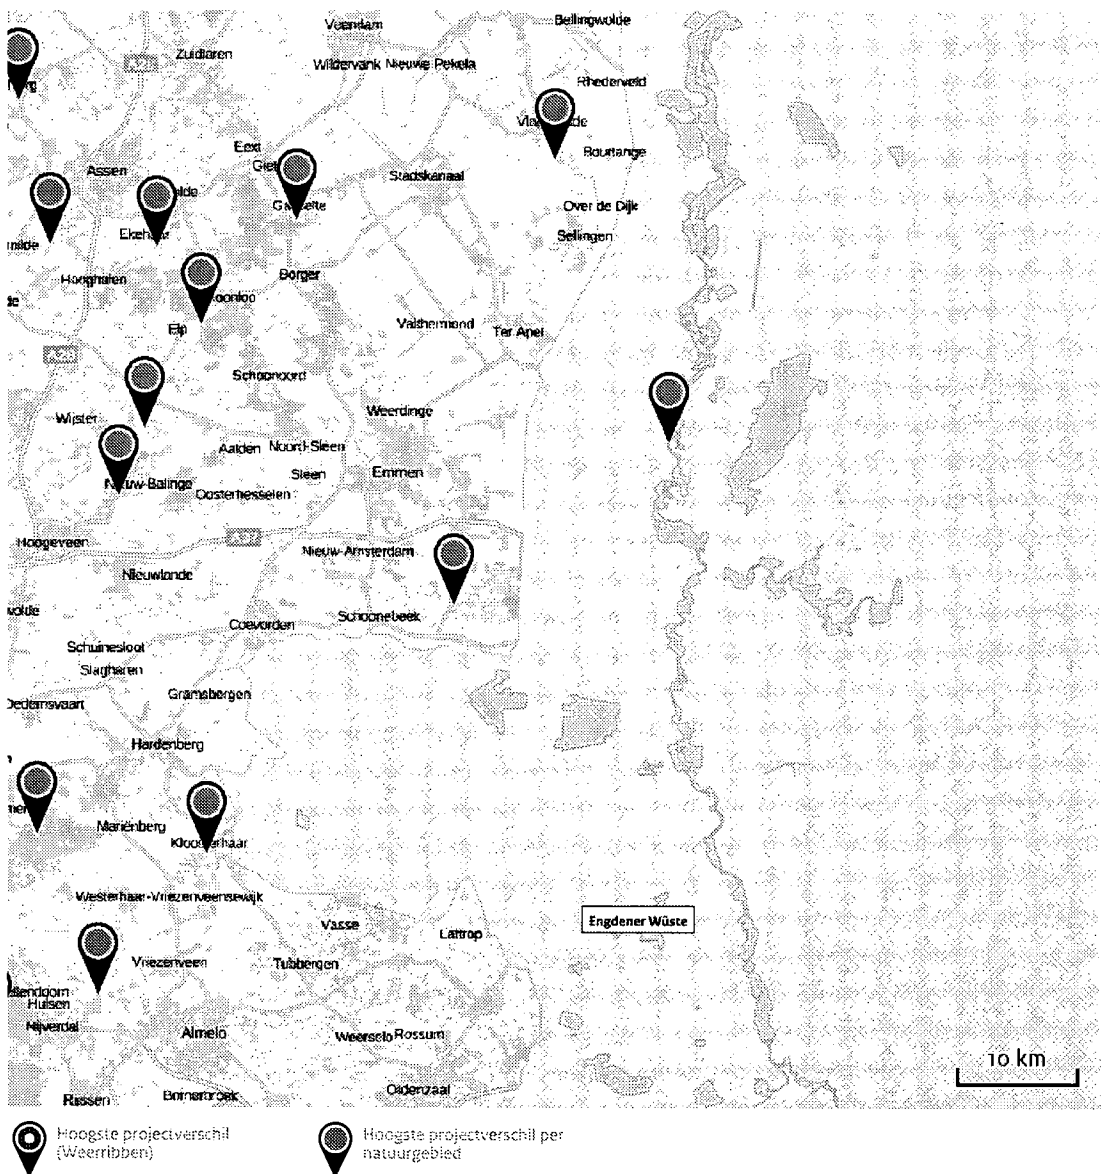 Veendam
Bellingwolde
Zuidlaren
Wildervank
Nieuwe Pekela
Rhederveld
Bourtange
Eext
Assen
Stadskanaal
Over de Dijk
Sellingen
Hooghalen
Borger
Elp
Valthermond
Ter Apel
Schoonoord
Weerdinge
Wijster
Aalden
Noord-Sleen
Sleen
Emmen
Oosterhesselen
Hoogeveen
Nieuw-Amsterdam
Nieuwlande
Schoonebeek
Coevorden
Schuinesloot
Slagharen
Gramsbergen
Dedemsvaart
Hardenberg
Mariënberg
Westerhaar-Vriezenveensewijk
Vasse
Lattrop
Engdener Wüste
Vriezenveen
Tubbergen
Hulsen
Nijverdal
Almelo
Weerselo
Rossum
Rijssen
Bornerbroek
Oldenzaal
10 km
Hoogste projectverschil
(Weerribben)
Hoogste projectverschil per
natuurgebied